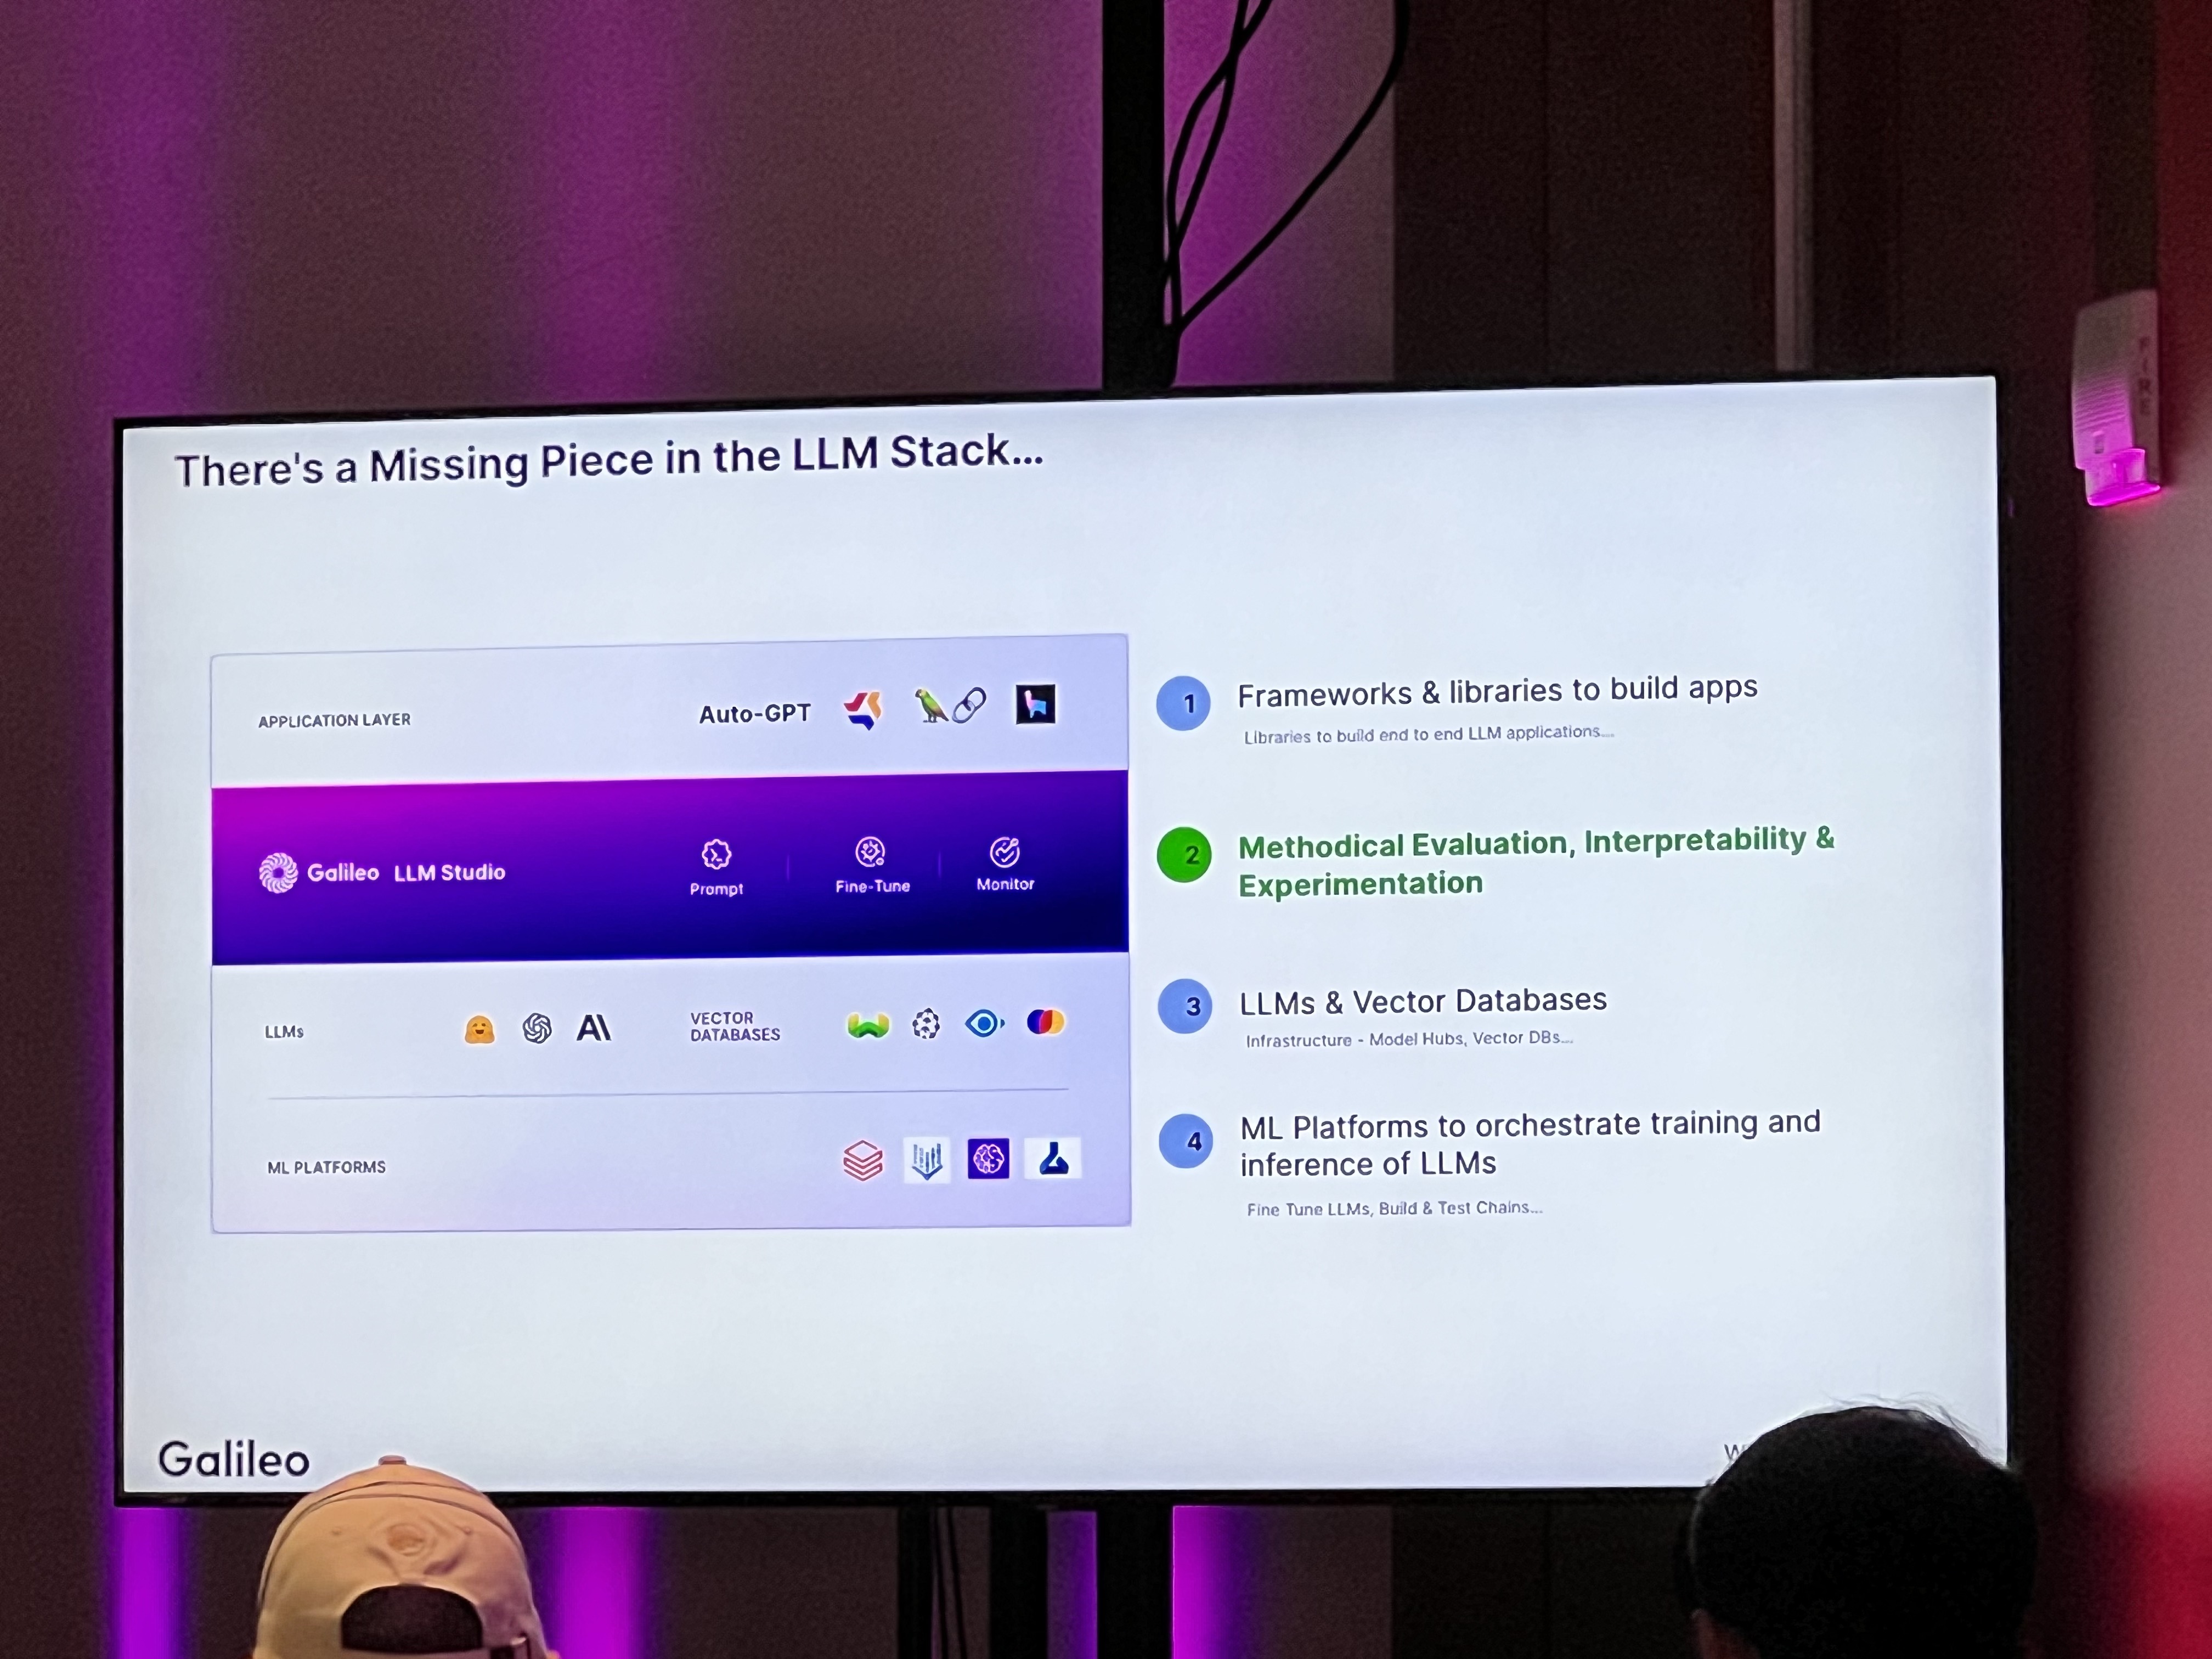 There's a Missing Piece in the LLM Stack...
APPLICATION LAYER
Auto-GPT
Galileo LLM Studio
Prompt
Fine-Tune
Monitor
LLMs
A\
VECTOR
DATABASES
ML PLATFORMS
1
Frameworks & libraries to build apps
Libraries to build end to end LLM applications...
2
Methodical Evaluation, Interpretability &
Experimentation
3
LLMs & Vector Databases
Infrastructure - Model Hubs, Vector DBs...
4
ML Platforms to orchestrate training and
inference of LLMs
Fine Tune LLMs, Build & Test Chains...
Galileo
FIRE